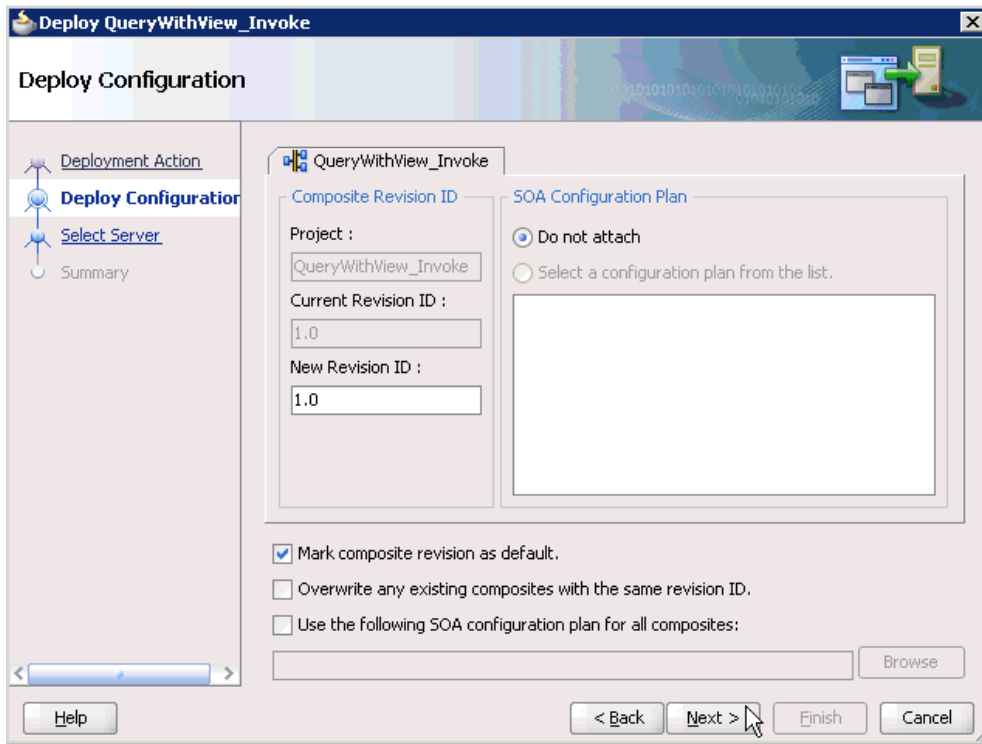 Deploy QueryWithView_Invoke
Deploy Configuration
Deployment Action
Deploy Configuration
Select Server
Summary
QueryWithView_Invoke
Composite Revision ID
Project :
QueryWithView_Invoke
Current Revision ID :
1.0
New Revision ID :
1.0
SOA Configuration Plan
Do not attach
Select a configuration plan from the list.
Mark composite revision as default.
Overwrite any existing composites with the same revision ID.
Use the following SOA configuration plan for all composites:
Browse
Help
< Back
Next >
Finish
Cancel